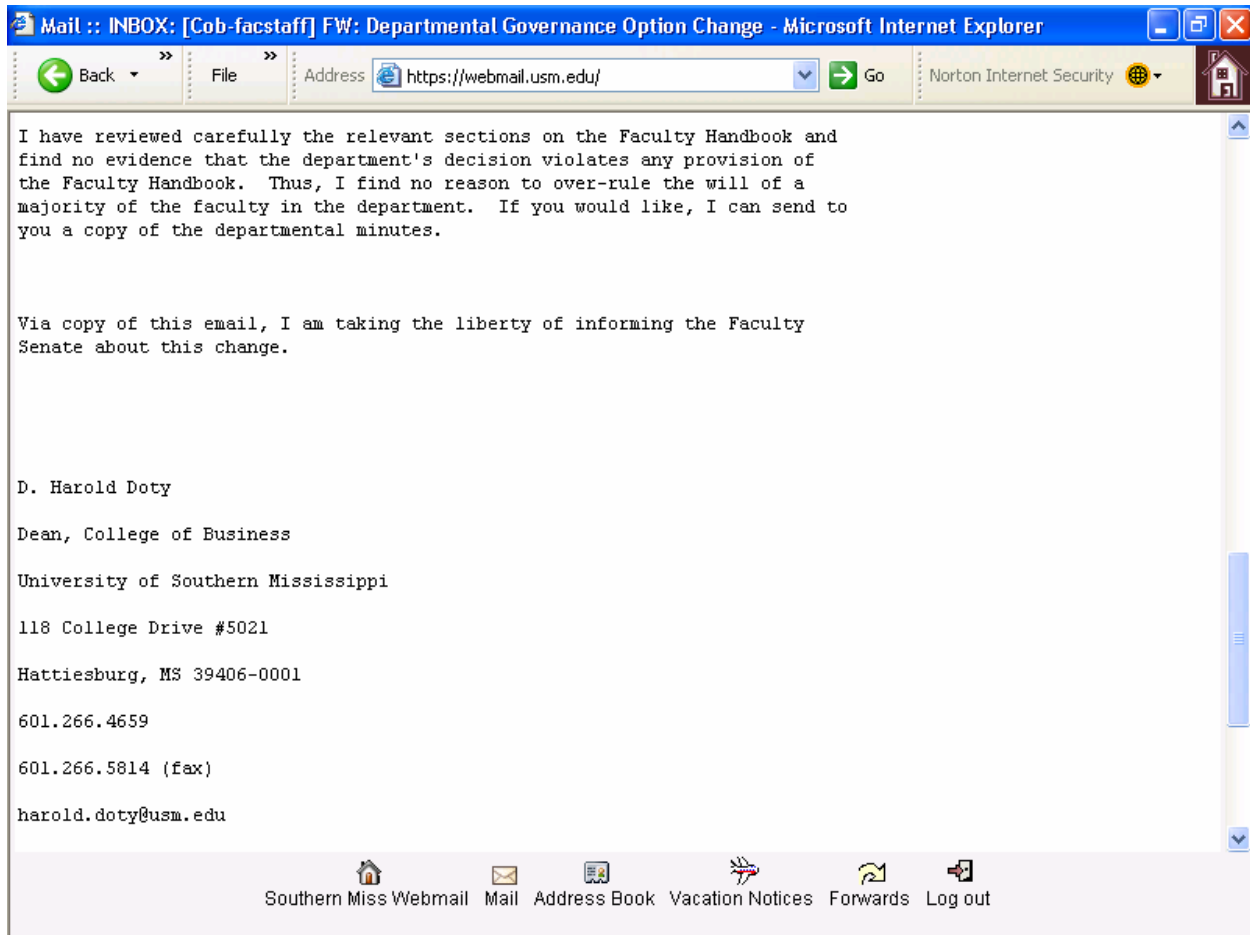 Mail :: INBOX: [Cob-facstaff] FW: Departmental Governance Option Change - Microsoft Internet Explorer
Back » File » Address https://webmail.usm.edu/ Go Norton Internet Security
I have reviewed carefully the relevant sections on the Faculty Handbook and
find no evidence that the department's decision violates any provision of
the Faculty Handbook.  Thus, I find no reason to over-rule the will of a
majority of the faculty in the department.  If you would like, I can send to
you a copy of the departmental minutes.
Via copy of this email, I am taking the liberty of informing the Faculty
Senate about this change.
D. Harold Doty
Dean, College of Business
University of Southern Mississippi
118 College Drive #5021
Hattiesburg, MS 39406-0001
601.266.4659
601.266.5814 (fax)
harold.doty@usm.edu
Southern Miss Webmail Mail Address Book Vacation Notices Forwards Log out